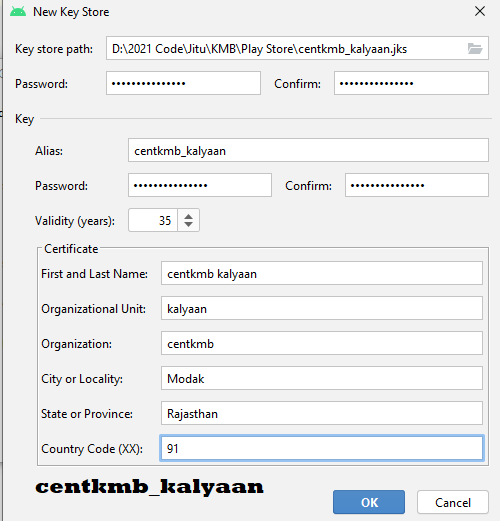 New Key Store
Key store path: D:\2021 Code\Jitu\KMB\Play Store\centkmb_kalyaan.jks
Password: ••••••••••••••• Confirm: •••••••••••••••
Key
Alias: centkmb_kalyaan
Password: ••••••••••••••• Confirm: •••••••••••••••
Validity (years): 35
Certificate
First and Last Name: centkmb kalyaan
Organizational Unit: kalyaan
Organization: centkmb
City or Locality: Modak
State or Province: Rajasthan
Country Code (XX): 91
centkmb_kalyaan
OK Cancel